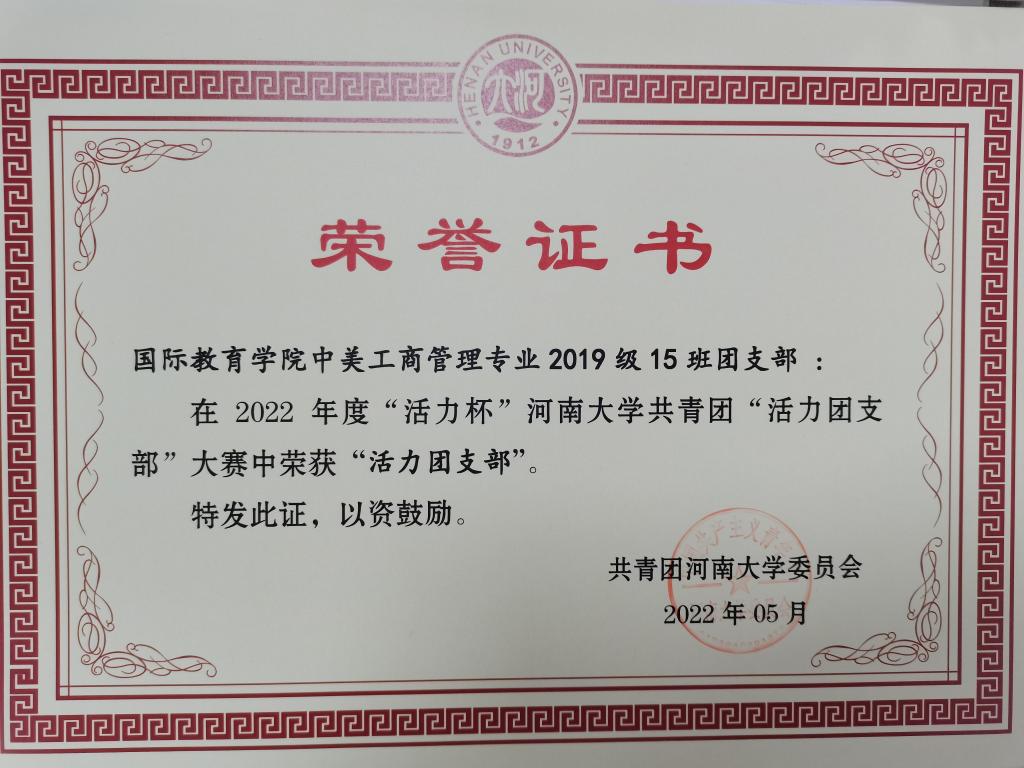 HENAN UNIVERSITY
1912
荣誉证书
国际教育学院中美工商管理专业2019级15班团支部：
在 2022 年度“活力杯”河南大学共青团“活力团支
部”大赛中荣获“活力团支部”。
特发此证，以资鼓励。
共青团河南大学委员会
2022年05月